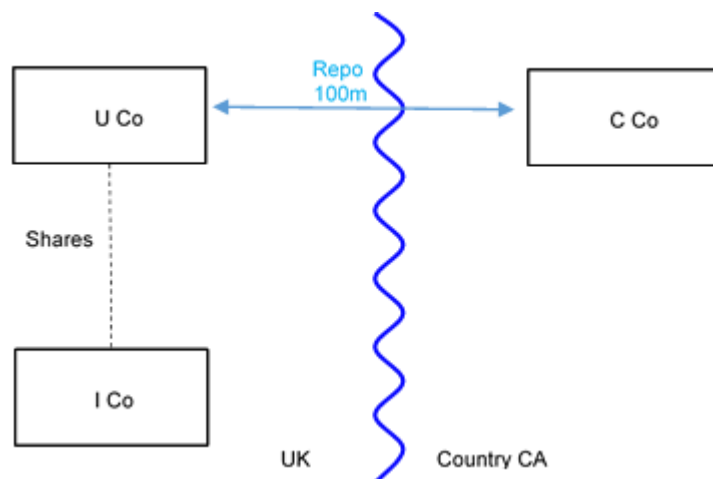 Repo
100m
U Co
C Co
Shares
I Co
UK
Country CA